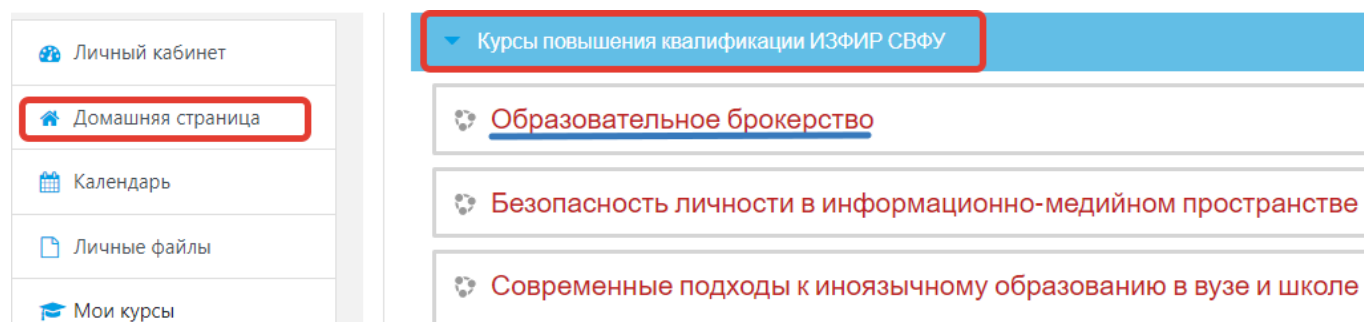 Личный кабинет
Домашняя страница
Календарь
Личные файлы
Мои курсы
Курсы повышения квалификации ИЗФИР СВФУ
Образовательное брокерство
Безопасность личности в информационно-медийном пространстве
Современные подходы к иноязычному образованию в вузе и школе